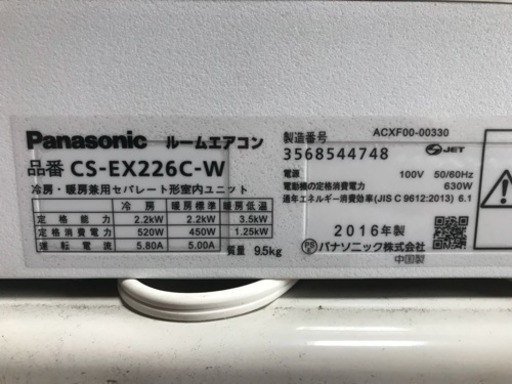 Panasonic ルームエアコン
品番 CS-EX226C-W
冷房・暖房兼用セパレート形室内ユニット
冷房 暖房標準 暖房低温
定格能力 2.2kW 2.2kW 3.5kW
定格消費電力 520W 450W 1.25kW
運転電流 5.80A 5.00A
質量 9.5kg
ACXF00-00330
製造番号
3568544748
JET
電源 100V 50/60Hz
電動機の定格消費電力 630W
通年エネルギー消費効率(JIS C 9612:2013) 6.1
2016年製
パナソニック株式会社
中国製